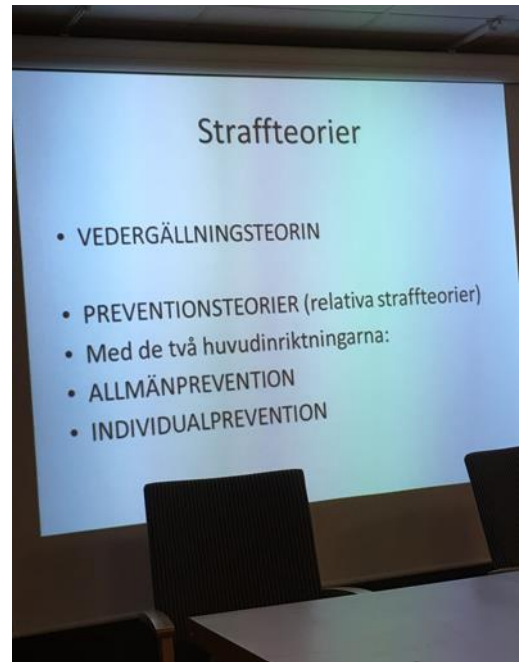 Straffteorier
• VEDERGÄLLNINGSTEORIN
• PREVENTIONSTEORIER (relativa straffteorier)
• Med de två huvudinriktningarna:
• ALLMÄNPREVENTION
• INDIVIDUALPREVENTION